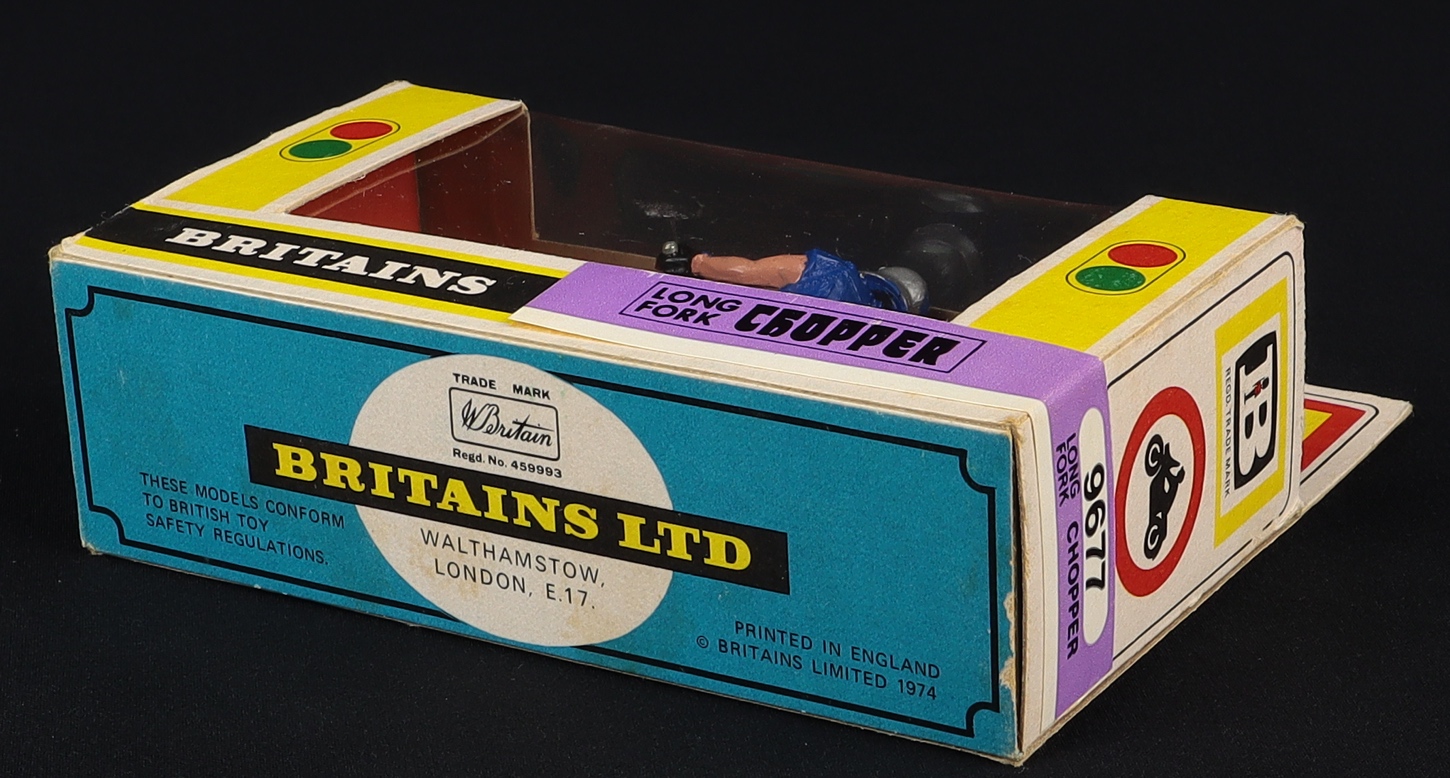 BRITAINS
LONG
FORK
CHOPPER
TRADE MARK
WBritain
Regd. No. 459993
BRITAINS LTD
WALTHAMSTOW,
LONDON, E.17.
THESE MODELS CONFORM
TO BRITISH TOY
SAFETY REGULATIONS.
PRINTED IN ENGLAND
© BRITAINS LIMITED 1974
9677
LONG
FORK CHOPPER
B
REGD. TRADE MARK